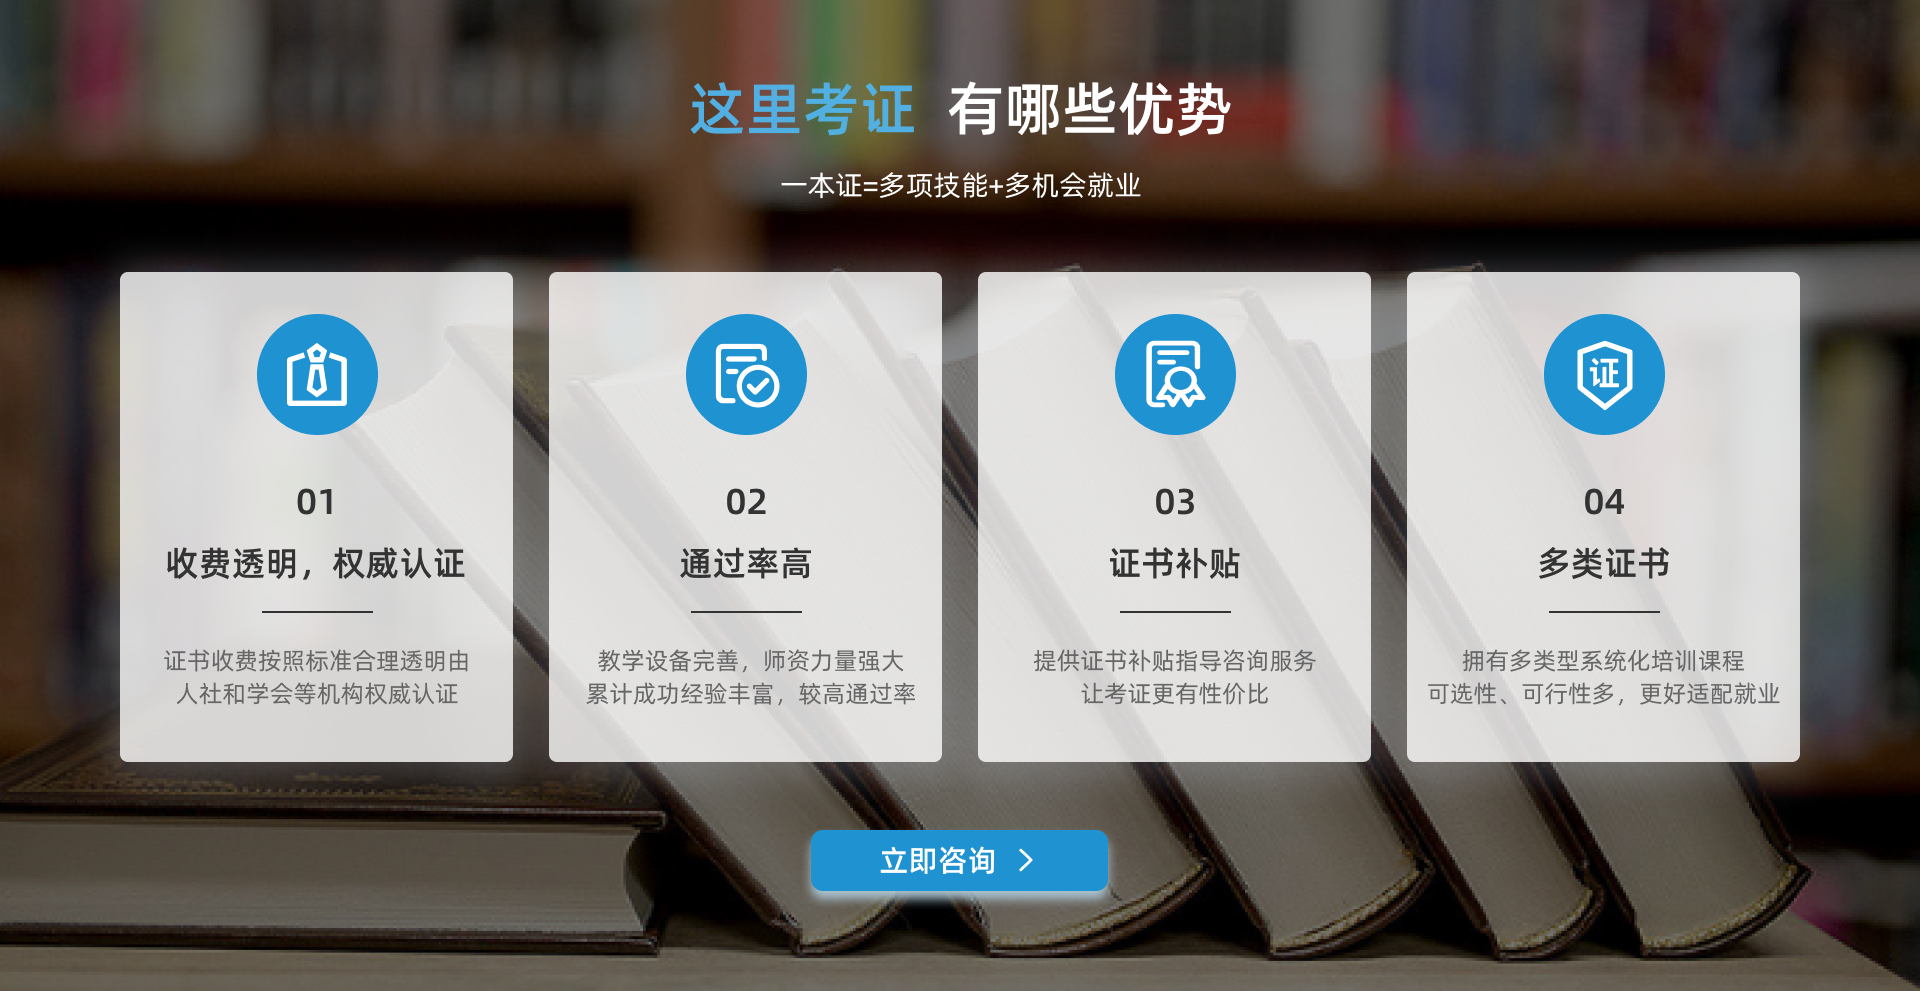 这里考证 有哪些优势
一本证=多项技能+多机会就业
证
01
收费透明，权威认证
证书收费按照标准合理透明由
人社和学会等机构权威认证
02
通过率高
教学设备完善，师资力量强大
累计成功经验丰富，较高通过率
03
证书补贴
提供证书补贴指导咨询服务
让考证更有性价比
04
多类证书
拥有多类型系统化培训课程
可选性、可行性多，更好适配就业
立即咨询